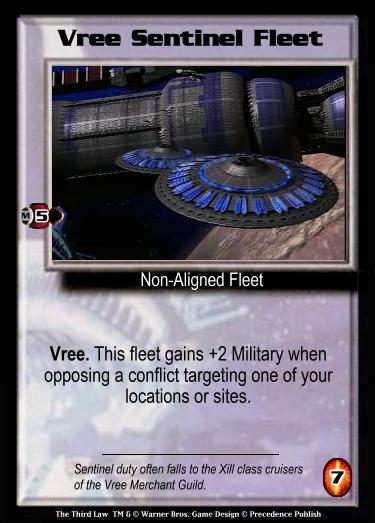 Vree Sentinel Fleet
M 5
Non-Aligned Fleet
Vree. This fleet gains +2 Military when
opposing a conflict targeting one of your
locations or sites.
Sentinel duty often falls to the Xill class cruisers
of the Vree Merchant Guild.
7
The Third Law TM & © Warner Bros. Game Design © Precedence Publish